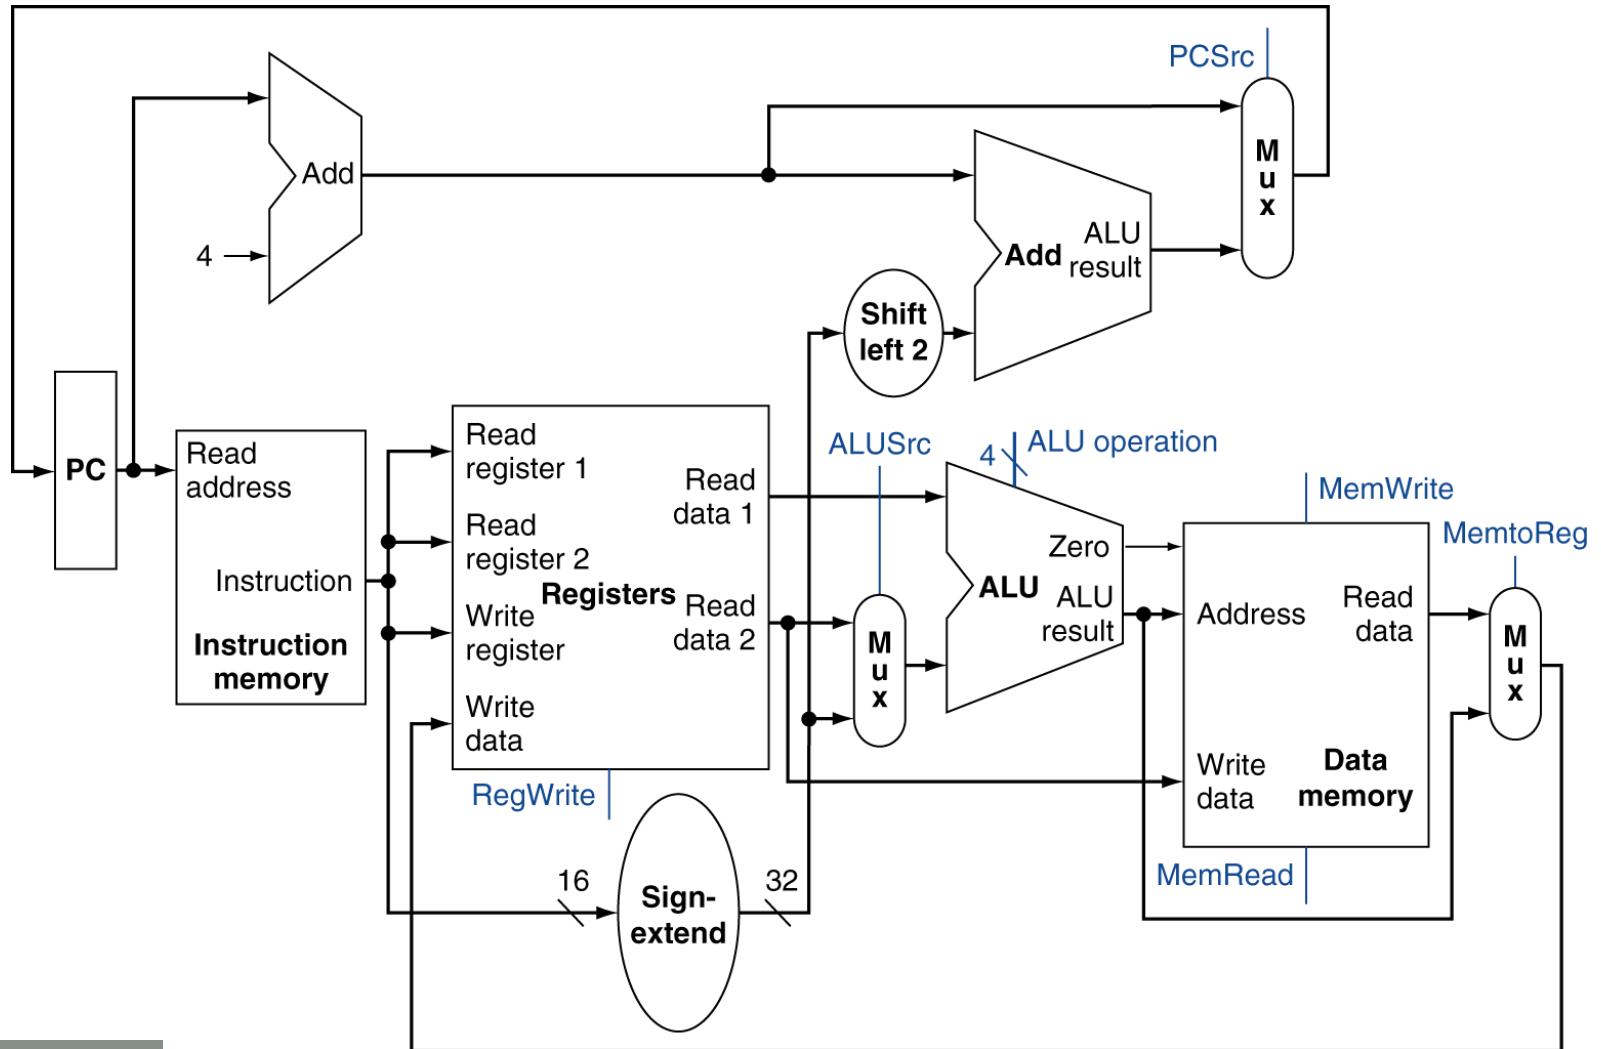 PCSrc
Add
4
M
u
x
Add
ALU
result
Shift
left 2
PC
Read
address
Instruction
Instruction
memory
Read
register 1
Read
register 2
Write
register
Write
data
Registers
Read
data 1
Read
data 2
RegWrite
16
Sign-
extend
32
ALUSrc
M
u
x
4
ALU operation
Zero
ALU
ALU
result
MemWrite
Address
Read
data
Write
data
Data
memory
MemRead
MemtoReg
M
u
x